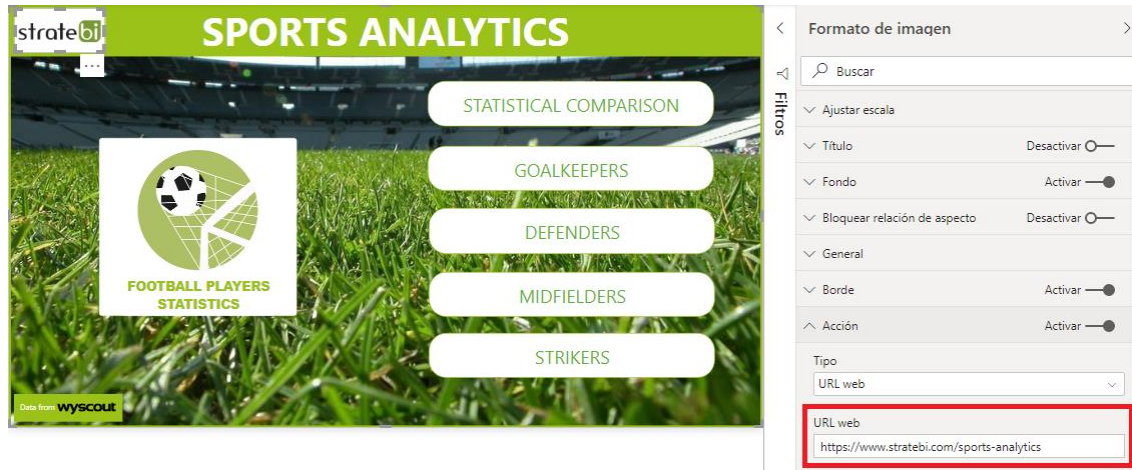 stratebi
SPORTS ANALYTICS
...
STATISTICAL COMPARISON
GOALKEEPERS
DEFENDERS
MIDFIELDERS
STRIKERS
FOOTBALL PLAYERS
STATISTICS
Data from wyscout
Filtros
Formato de imagen
Buscar
Ajustar escala
Título Desactivar
Fondo Activar
Bloquear relación de aspecto Desactivar
General
Borde Activar
Acción Activar
Tipo
URL web
URL web
https://www.stratebi.com/sports-analytics